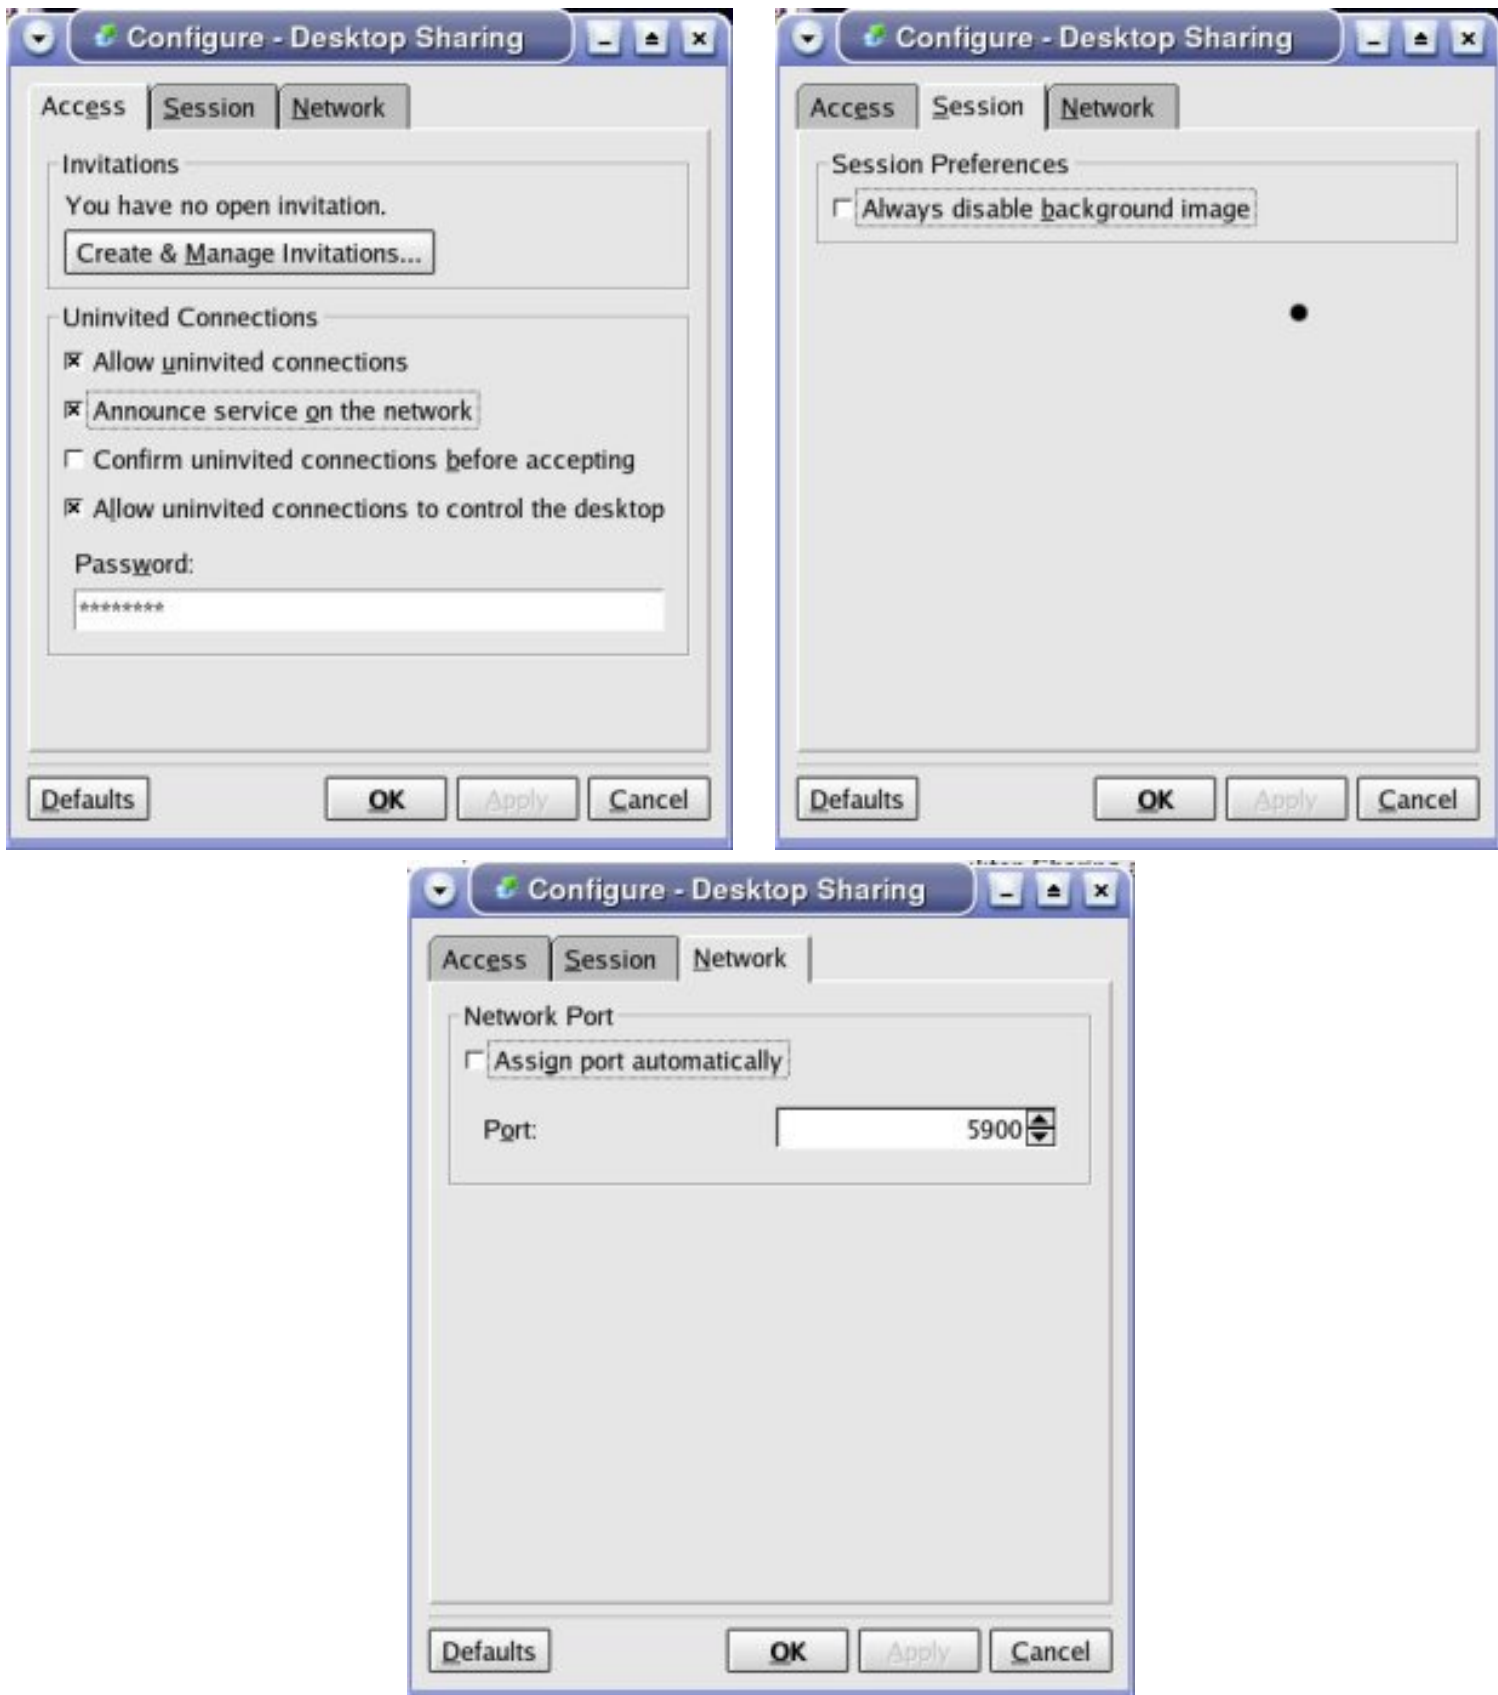 Configure - Desktop Sharing
Access Session Network
Invitations
You have no open invitation.
Create & Manage Invitations...
Uninvited Connections
Allow uninvited connections
Announce service on the network
Confirm uninvited connections before accepting
Allow uninvited connections to control the desktop
Password:
********
Defaults OK Apply Cancel
Configure - Desktop Sharing
Access Session Network
Session Preferences
Always disable background image
Defaults OK Apply Cancel
Configure - Desktop Sharing
Access Session Network
Network Port
Assign port automatically
Port: 5900
Defaults OK Apply Cancel